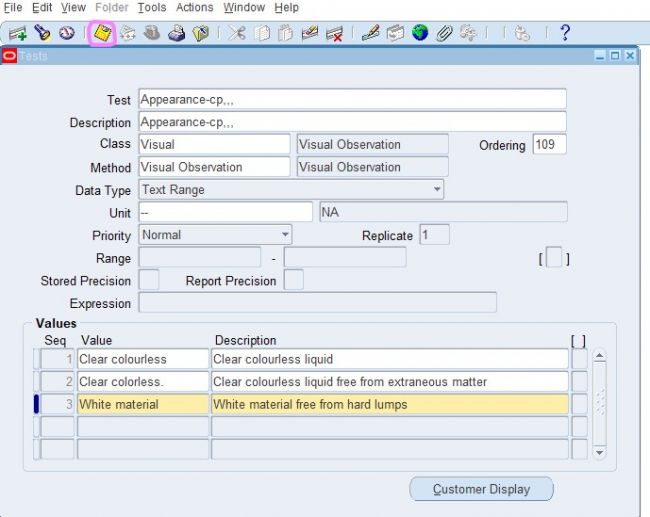 File Edit View Folder Tools Actions Window Help
Tests
Test Appearance-cp,,,
Description Appearance-cp,,,
Class Visual Visual Observation Ordering 109
Method Visual Observation Visual Observation
Data Type Text Range
Unit -- NA
Priority Normal Replicate 1
Range - [ ]
Stored Precision Report Precision
Expression
Values
Seq Value Description [ ]
1 Clear colourless Clear colourless liquid
2 Clear colorless. Clear colourless liquid free from extraneous matter
3 White material White material free from hard lumps
Customer Display